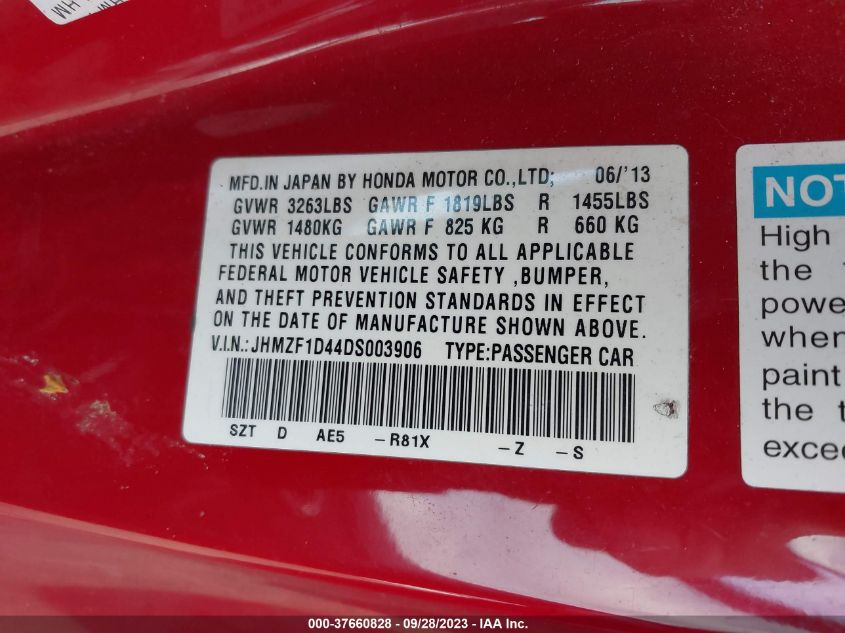 HM
MFD.IN JAPAN BY HONDA MOTOR CO.,LTD; 06/'13
GVWR 3263LBS GAWR F 1819LBS R 1455LBS
GVWR 1480KG GAWR F 825 KG R 660 KG
THIS VEHICLE CONFORMS TO ALL APPLICABLE
FEDERAL MOTOR VEHICLE SAFETY ,BUMPER,
AND THEFT PREVENTION STANDARDS IN EFFECT
ON THE DATE OF MANUFACTURE SHOWN ABOVE.
V.I.N.: JHMZF1D44DS003906 TYPE:PASSENGER CAR
SZT D AE5 -R81X -Z -S
NOT
High
the
powe
when
paint
the t
excee
000-37660828 - 09/28/2023 - IAA Inc.